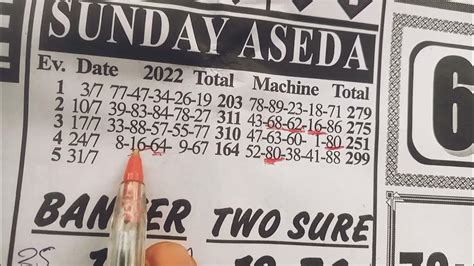 SUNDAY ASEDA
Ev. Date 2022 Total Machine Total
1 3/7 77-47-34-26-19 203 78-89-23-18-71 279
2 10/7 39-83-84-78-27 311 43-68-62-16-86 275
3 17/7 33-88-57-55-77 310 47-63-60- 1-80 251
4 24/7 8-16-64- 9-67 164 52-80-38-41-88 299
5 31/7
TWO SURE
25
6